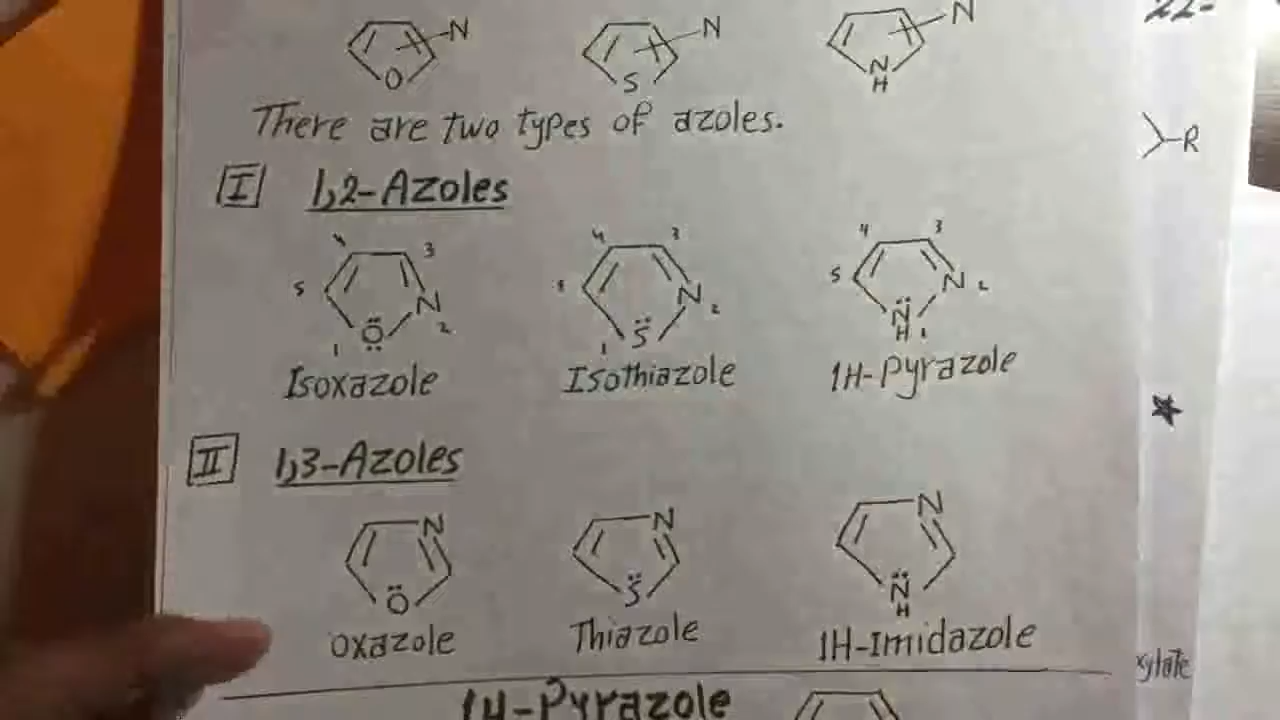 N N N
O S N
H
There are two types of azoles.
I 1,2-Azoles
4 3 4 3 4 3
5 N 2 N 2 5 N 2
1 O 1 S N H 1
Isoxazole Isothiazole 1H-Pyrazole
II 1,3-Azoles
N N N
O S N
H
oxazole Thiazole 1H-Imidazole
1H-Pyrazole
R
xylate